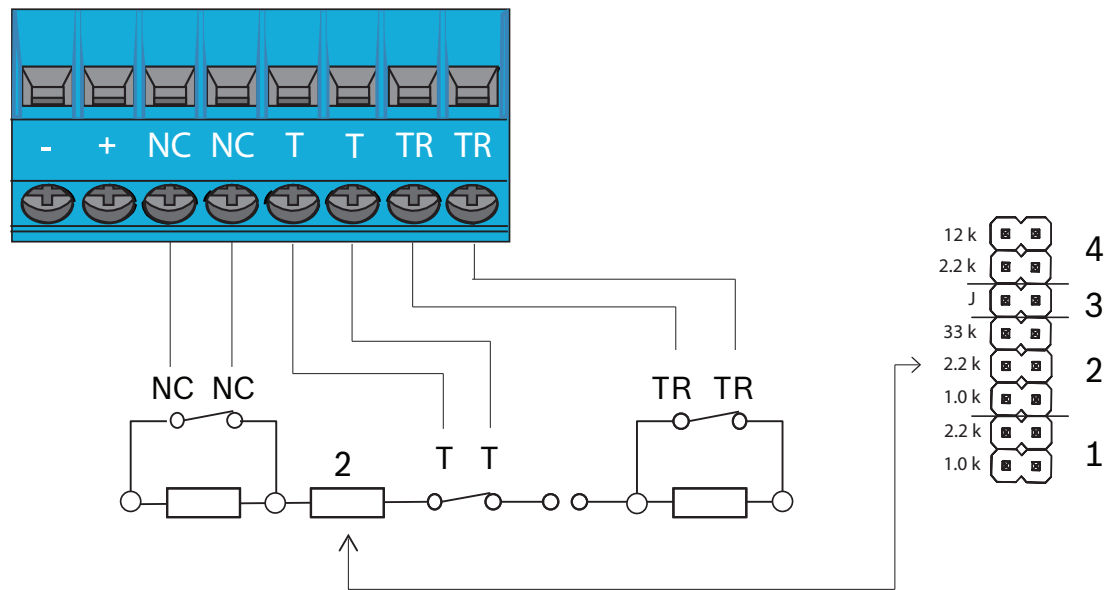 - + NC NC T T TR TR
12 k
2.2 k
4
J
3
33 k
2.2 k
1.0 k
2
2.2 k
1.0 k
1
NC NC
TR TR
2
T T